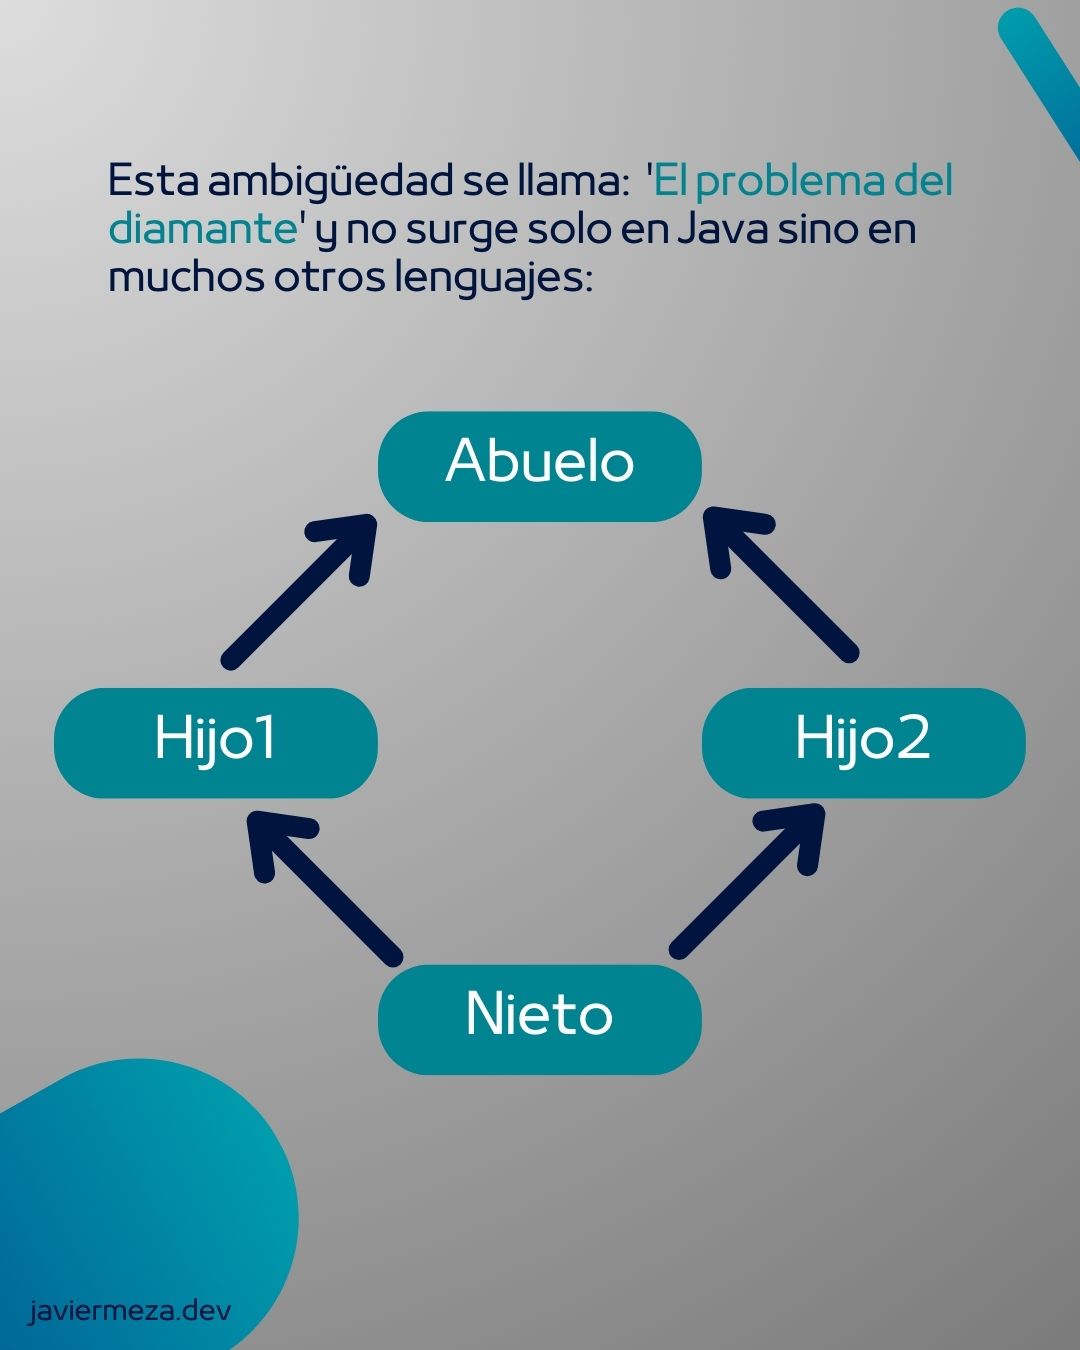 Esta ambigüedad se llama: 'El problema del
diamante' y no surge solo en Java sino en
muchos otros lenguajes:
Abuelo
Hijo1
Hijo2
Nieto
javiermeza.dev